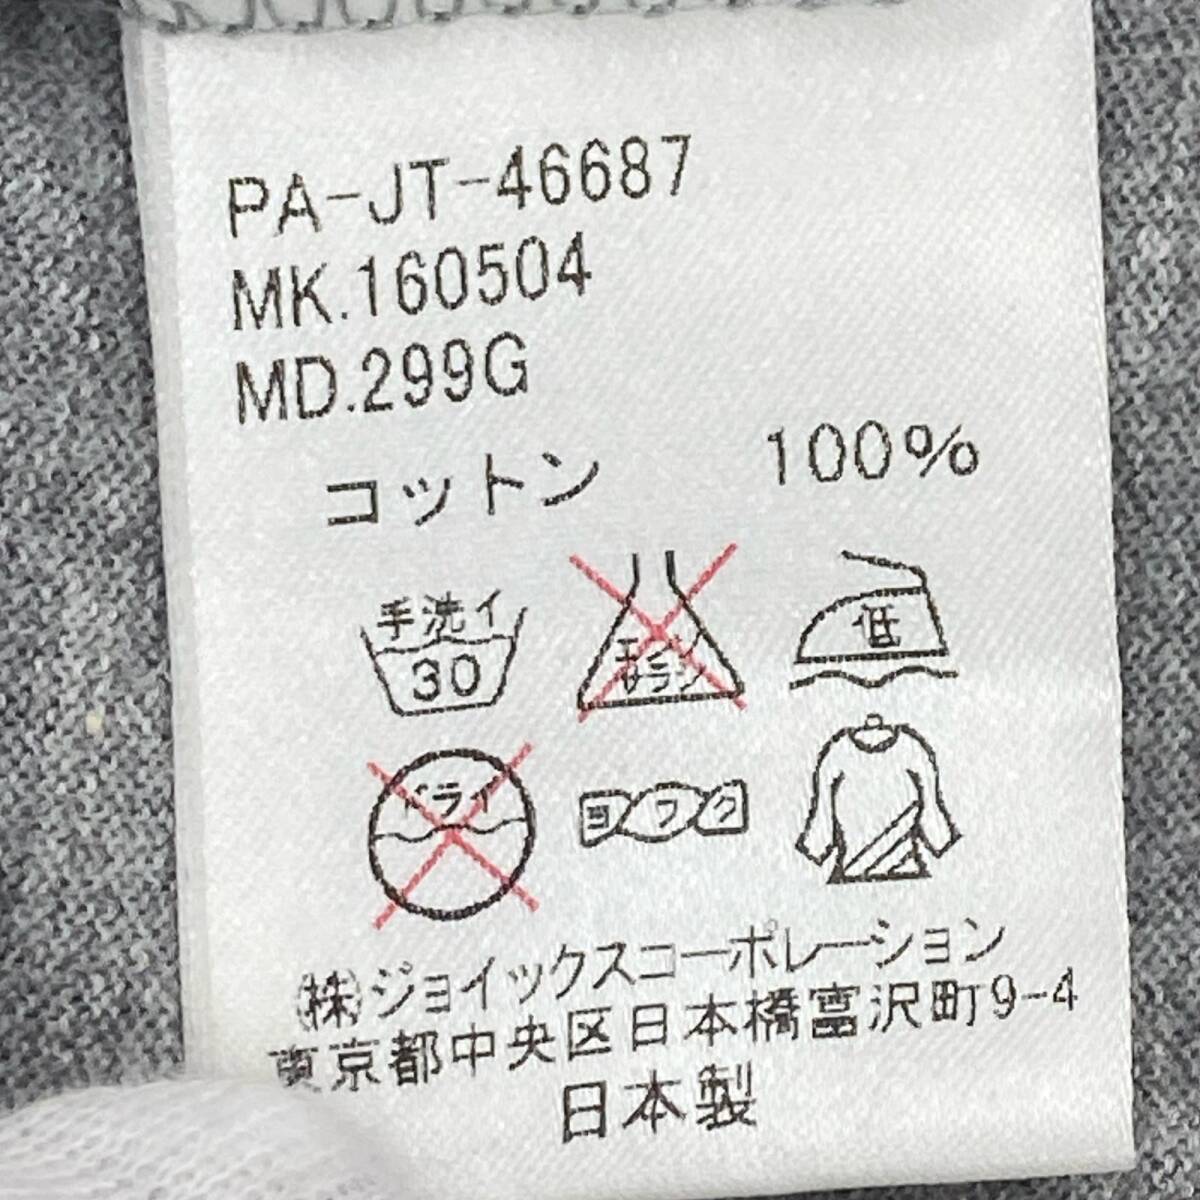 PA-JT-46687
MK.160504
MD.299G
コットン 100%
手洗イ
30
エンソ
サラシ
低
ドライ
ヨワク
(株)ジョイックスコーポレーション
東京都中央区日本橋富沢町9-4
日本製